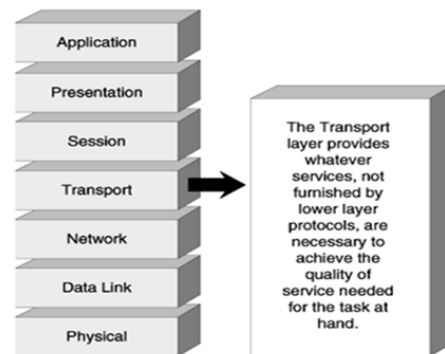 Application
Presentation
Session
Transport
Network
Data Link
Physical
The Transport
layer provides
whatever
services, not
furnished by
lower layer
protocols, are
necessary to
achieve the
quality of
service needed
for the task at
hand.